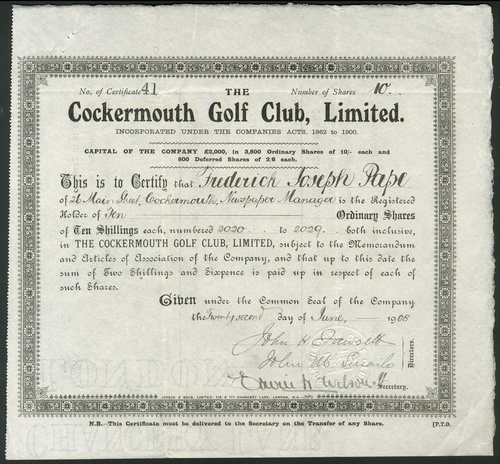 No. of Certificate 41 THE Number of Shares 10..
Cockermouth Golf Club, Limited.
INCORPORATED UNDER THE COMPANIES ACTS, 1862 to 1900.
CAPITAL OF THE COMPANY £2,000, in 3,800 Ordinary Shares of 10/- each and
800 Deferred Shares of 2/6 each.
This is to Certify that Frederick Joseph Pape
of 26 Main Street, Cockermouth, Newspaper Manager is the Registered
Holder of Ten Ordinary Shares
of Ten Shillings each, numbered 2020 .. to 2029 .. both inclusive,
in THE COCKERMOUTH GOLF CLUB, LIMITED, subject to the Memorandum
and Articles of Association of the Company, and that up to this date the
sum of Two Shillings and Sixpence is paid up in respect of each of
such Shares.
Given under the Common Seal of the Company
the Twenty second day of June, 1908
John H
John M
Directors.
Wilson
Secretary.
N.B.—This Certificate must be delivered to the Secretary on the Transfer of any Share. [P.T.O.